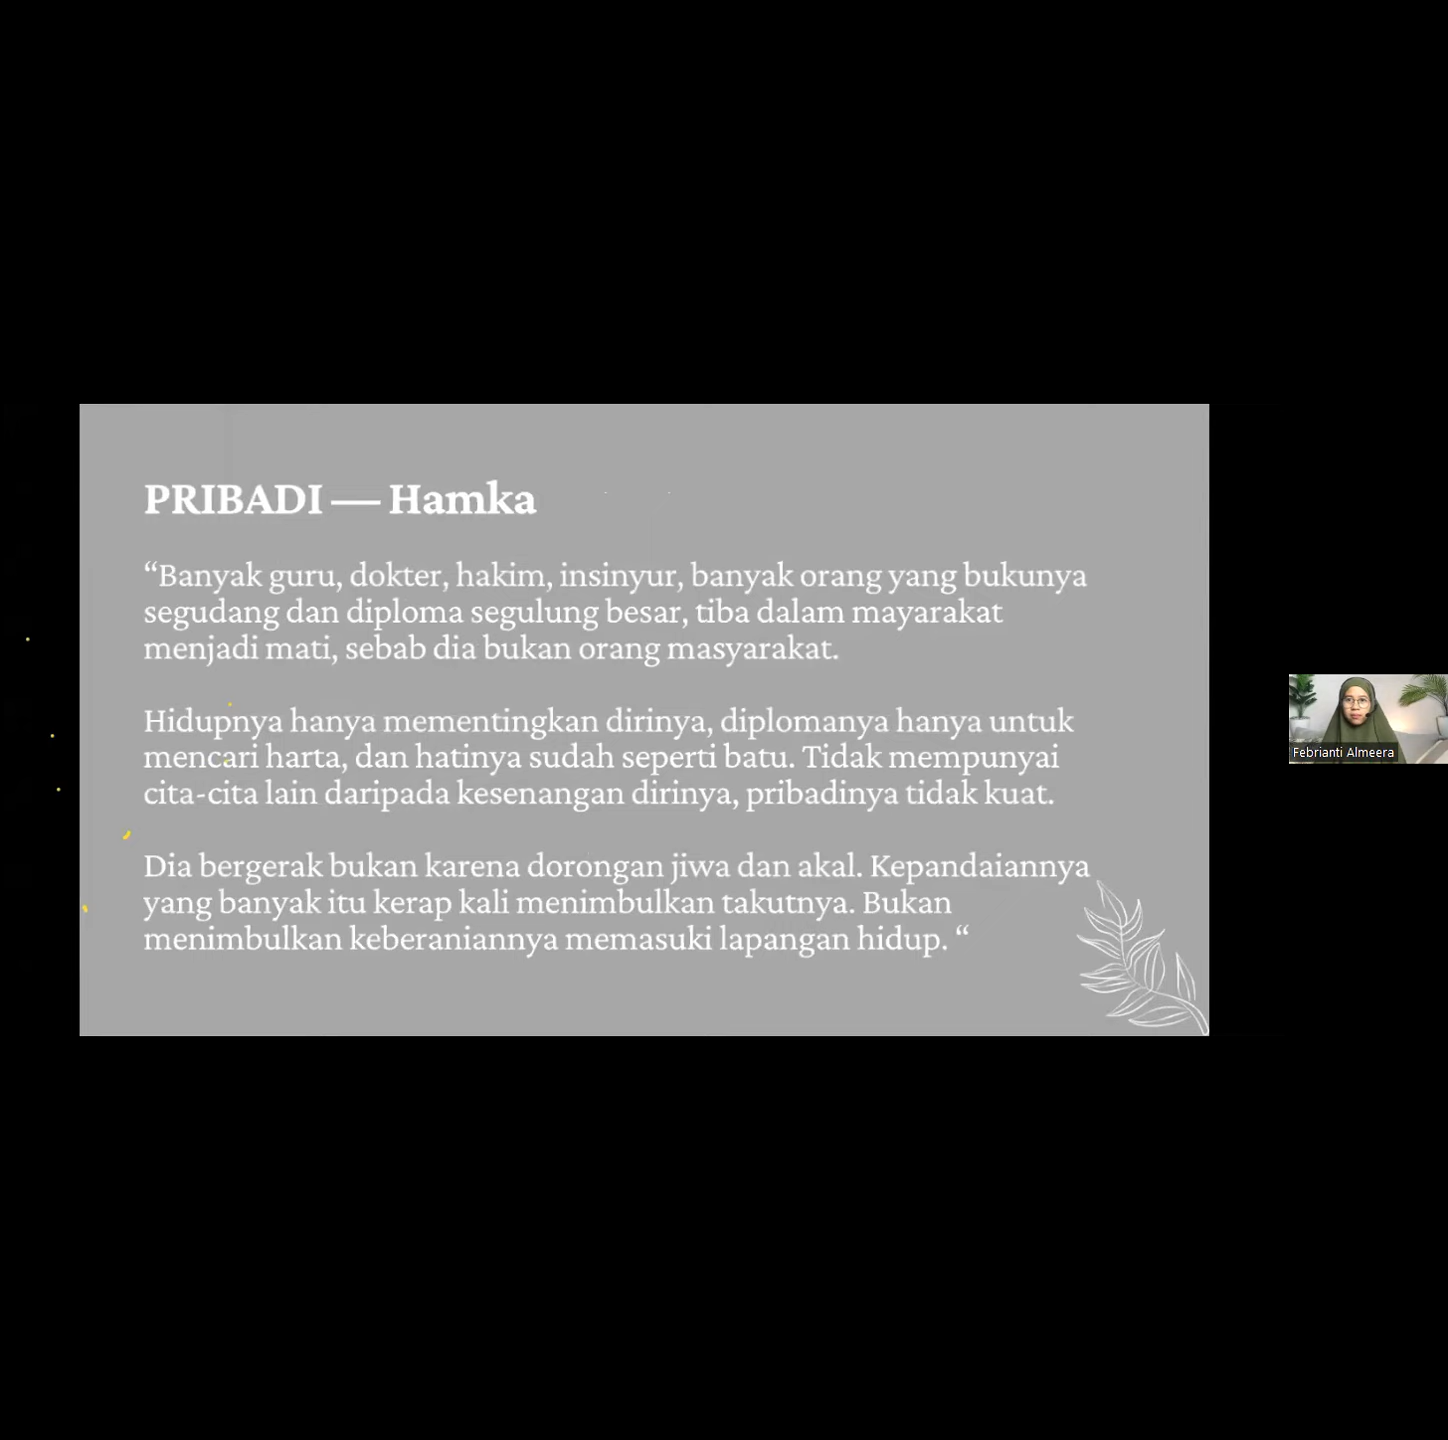 PRIBADI — Hamka
“Banyak guru, dokter, hakim, insinyur, banyak orang yang bukunya
segudang dan diploma segulung besar, tiba dalam mayarakat
menjadi mati, sebab dia bukan orang masyarakat.
Hidupnya hanya mementingkan dirinya, diplomanya hanya untuk
mencari harta, dan hatinya sudah seperti batu. Tidak mempunyai
cita-cita lain daripada kesenangan dirinya, pribadinya tidak kuat.
Dia bergerak bukan karena dorongan jiwa dan akal. Kepandaiannya
yang banyak itu kerap kali menimbulkan takutnya. Bukan
menimbulkan keberaniannya memasuki lapangan hidup. “
Febrianti Almeera